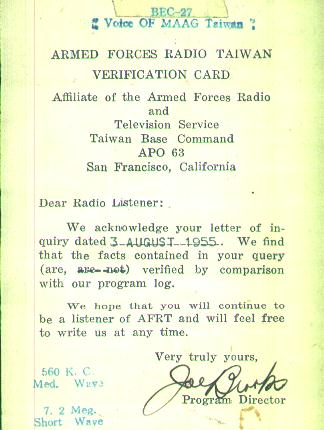 BEC-27
" Voice OF MAAG Taiwan "
ARMED FORCES RADIO TAIWAN
VERIFICATION CARD
Affiliate of the Armed Forces Radio
and
Television Service
Taiwan Base Command
APO 63
San Francisco, California
Dear Radio Listener:
We acknowledge your letter of in-
quiry dated 3 AUGUST 1955. We find
that the facts contained in your query
(are, are not) verified by comparison
with our program log.
We hope that you will continue to
be a listener of AFRT and will feel free
to write us at any time.
Very truly yours,
Joe Brooks
Program Director
560 K. C.
Med. Wave
7. 2 Meg.
Short Wave